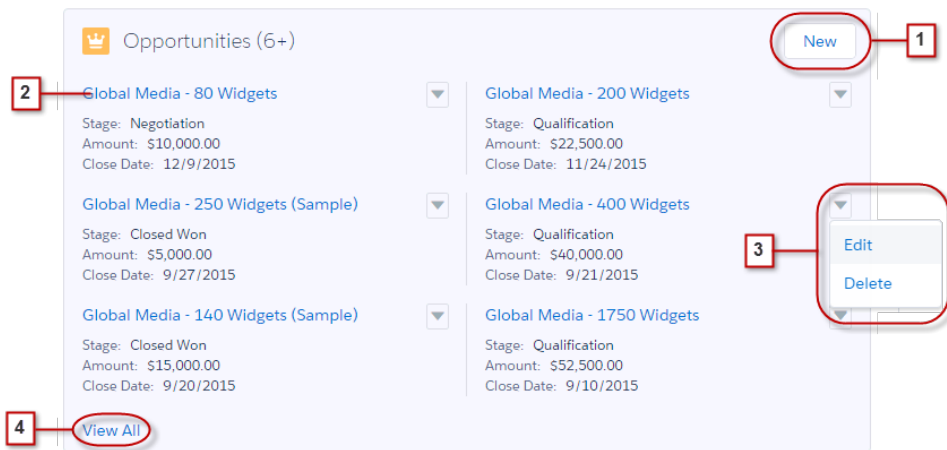 Opportunities (6+)
New
1
2
Global Media - 80 Widgets
Stage: Negotiation
Amount: $10,000.00
Close Date: 12/9/2015
Global Media - 200 Widgets
Stage: Qualification
Amount: $22,500.00
Close Date: 11/24/2015
Global Media - 250 Widgets (Sample)
Stage: Closed Won
Amount: $5,000.00
Close Date: 9/27/2015
Global Media - 400 Widgets
Stage: Qualification
Amount: $40,000.00
Close Date: 9/21/2015
3
Edit
Delete
Global Media - 140 Widgets (Sample)
Stage: Closed Won
Amount: $15,000.00
Close Date: 9/20/2015
Global Media - 1750 Widgets
Stage: Qualification
Amount: $52,500.00
Close Date: 9/10/2015
4
View All